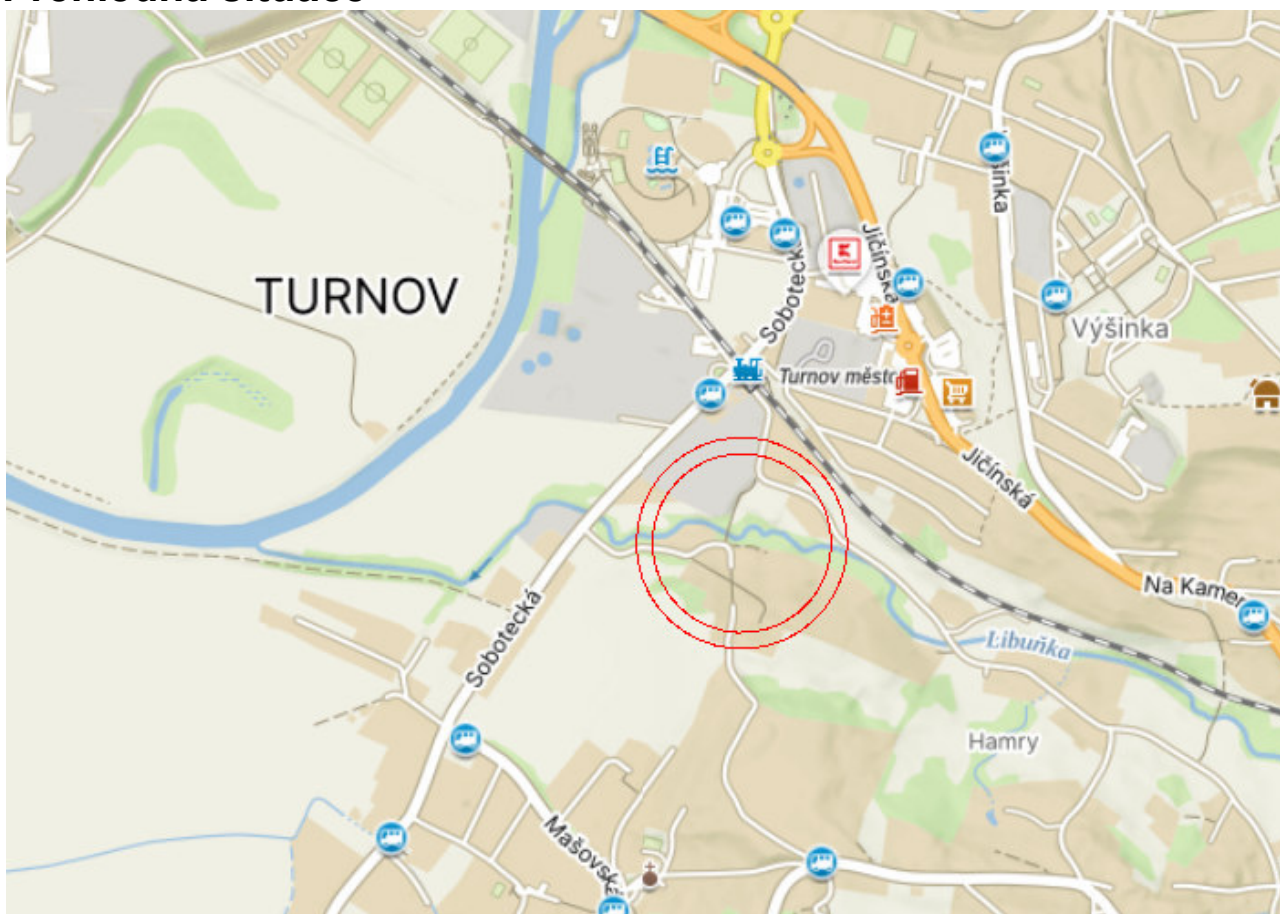 TURNOV
Výšinka
Jičínská
Sobotecká
Turnov město
Jičínská
Na Kamen
Sobotecká
Libuňka
Hamry
Mašovská